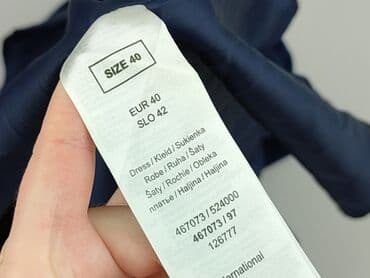 SIZE 40
EUR 40
SLO 42
Dress / Kleid / Sukienka
Robe / Ruha / Šaty
Šaty / Rochie / Obleka
платье / Haljina / Haljina
467073 / 524000
467073 / 97
126777
International